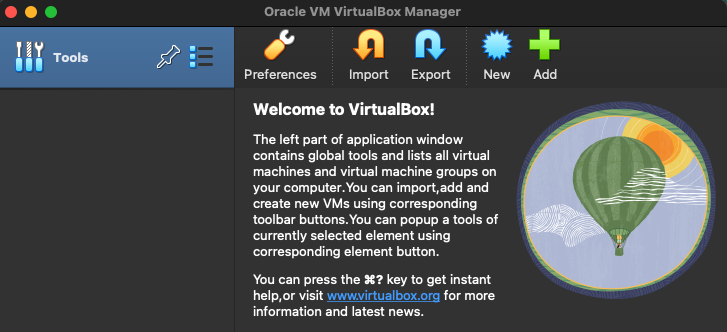 Oracle VM VirtualBox Manager
Tools
Preferences Import Export New Add
Welcome to VirtualBox!
The left part of application window
contains global tools and lists all virtual
machines and virtual machine groups on
your computer.You can import,add and
create new VMs using corresponding
toolbar buttons.You can popup a tools of
currently selected element using
corresponding element button.
You can press the ⌘? key to get instant
help,or visit www.virtualbox.org for more
information and latest news.